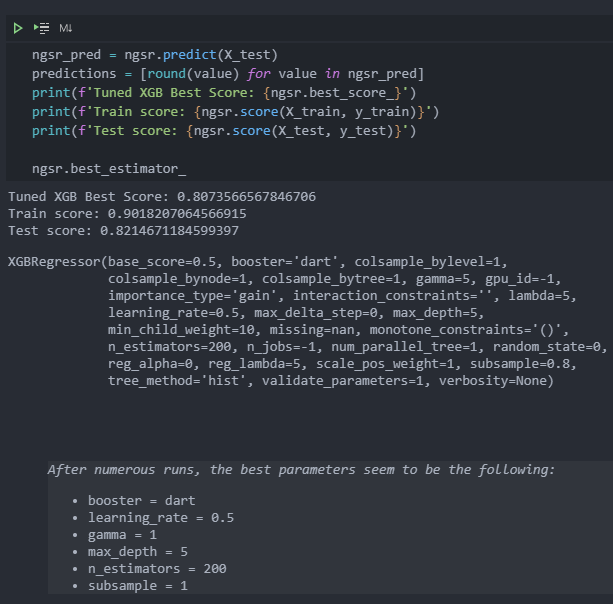 M↓
ngsr_pred = ngsr.predict(X_test)
predictions = [round(value) for value in ngsr_pred]
print(f'Tuned XGB Best Score: {ngsr.best_score_}')
print(f'Train score: {ngsr.score(X_train, y_train)}')
print(f'Test score: {ngsr.score(X_test, y_test)}')
ngsr.best_estimator_
Tuned XGB Best Score: 0.8073566567846706
Train score: 0.9018207064566915
Test score: 0.8214671184599397
XGBRegressor(base_score=0.5, booster='dart', colsample_bylevel=1,
colsample_bynode=1, colsample_bytree=1, gamma=5, gpu_id=-1,
importance_type='gain', interaction_constraints='', lambda=5,
learning_rate=0.5, max_delta_step=0, max_depth=5,
min_child_weight=10, missing=nan, monotone_constraints='()',
n_estimators=200, n_jobs=-1, num_parallel_tree=1, random_state=0,
reg_alpha=0, reg_lambda=5, scale_pos_weight=1, subsample=0.8,
tree_method='hist', validate_parameters=1, verbosity=None)
After numerous runs, the best parameters seem to be the following:
• booster = dart
• learning_rate = 0.5
• gamma = 1
• max_depth = 5
• n_estimators = 200
• subsample = 1